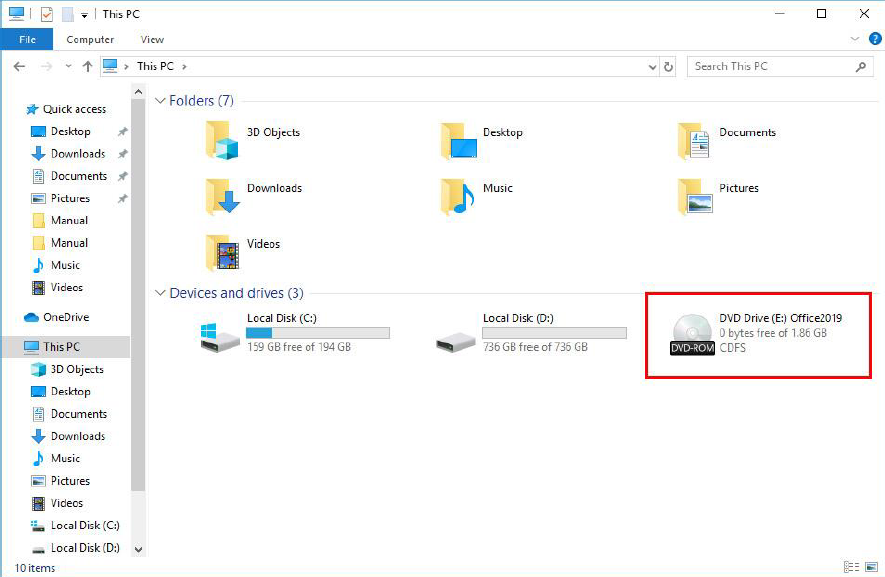 This PC
File Computer View
This PC
Search This PC
Quick access
Desktop
Downloads
Documents
Pictures
Manual
Manual
Music
Videos
OneDrive
This PC
3D Objects
Desktop
Documents
Downloads
Music
Pictures
Videos
Local Disk (C:)
Local Disk (D:)
Folders (7)
3D Objects
Desktop
Documents
Downloads
Music
Pictures
Videos
Devices and drives (3)
Local Disk (C:)
159 GB free of 194 GB
Local Disk (D:)
736 GB free of 736 GB
DVD-ROM
DVD Drive (E:) Office2019
0 bytes free of 1.86 GB
CDFS
10 items